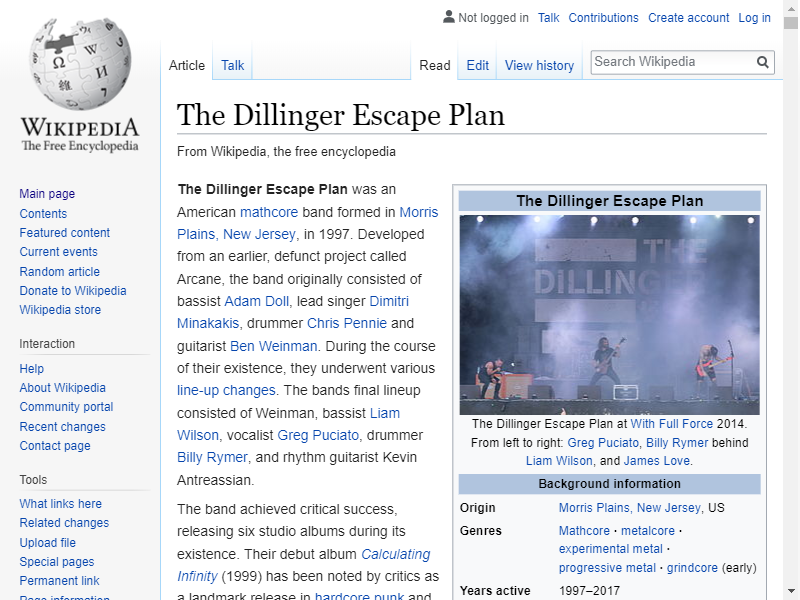 Not logged in Talk Contributions Create account Log in
Article Talk Read Edit View history Search Wikipedia
WIKIPEDIA
The Free Encyclopedia
Main page
Contents
Featured content
Current events
Random article
Donate to Wikipedia
Wikipedia store
Interaction
Help
About Wikipedia
Community portal
Recent changes
Contact page
Tools
What links here
Related changes
Upload file
Special pages
Permanent link
Page information
The Dillinger Escape Plan
From Wikipedia, the free encyclopedia
The Dillinger Escape Plan was an
American mathcore band formed in Morris
Plains, New Jersey, in 1997. Developed
from an earlier, defunct project called
Arcane, the band originally consisted of
bassist Adam Doll, lead singer Dimitri
Minakakis, drummer Chris Pennie and
guitarist Ben Weinman. During the course
of their existence, they underwent various
line-up changes. The bands final lineup
consisted of Weinman, bassist Liam
Wilson, vocalist Greg Puciato, drummer
Billy Rymer, and rhythm guitarist Kevin
Antreassian.
The band achieved critical success,
releasing six studio albums during its
existence. Their debut album Calculating
Infinity (1999) has been noted by critics as
a landmark release in hardcore punk and
The Dillinger Escape Plan
THE
DILLINGER
The Dillinger Escape Plan at With Full Force 2014.
From left to right: Greg Puciato, Billy Rymer behind
Liam Wilson, and James Love.
Background information
Origin Morris Plains, New Jersey, US
Genres Mathcore · metalcore ·
experimental metal ·
progressive metal · grindcore (early)
Years active 1997–2017